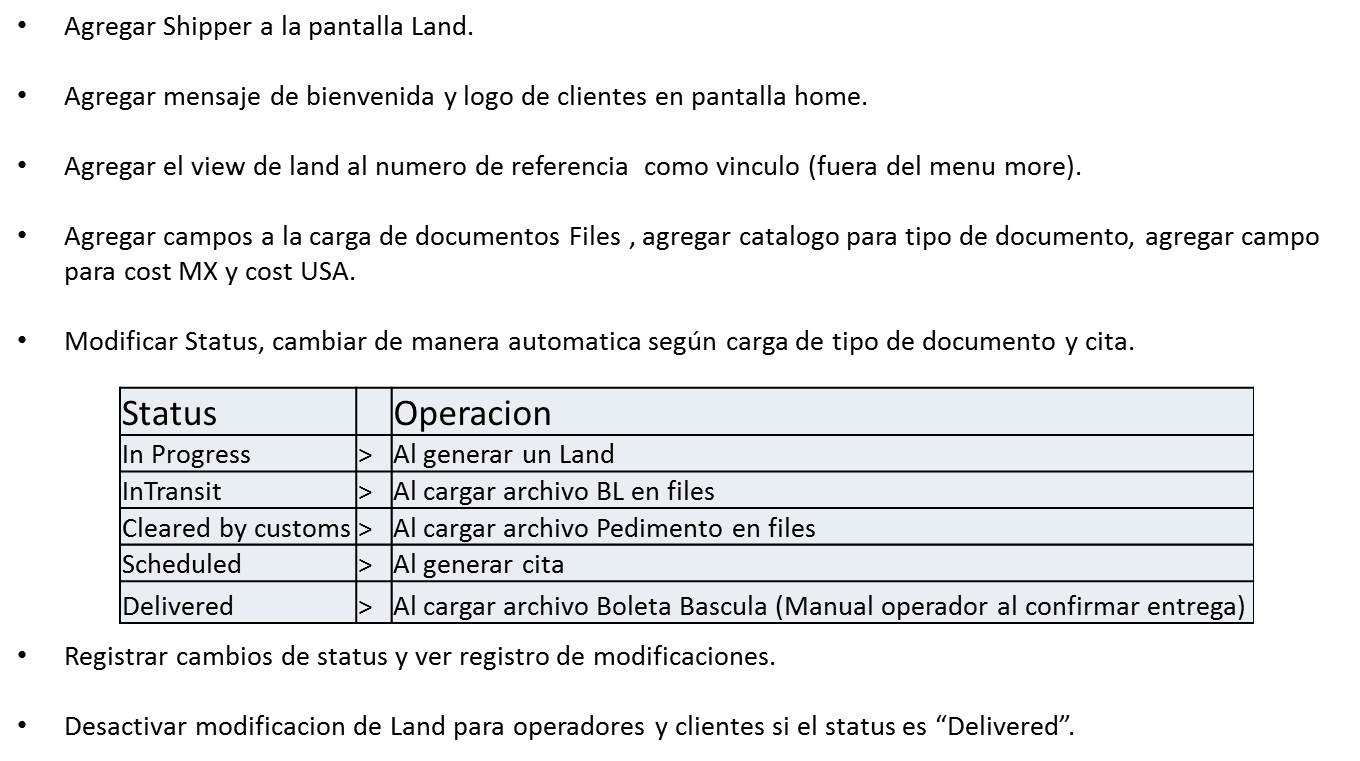 • Agregar Shipper a la pantalla Land.
• Agregar mensaje de bienvenida y logo de clientes en pantalla home.
• Agregar el view de land al numero de referencia  como vinculo (fuera del menu more).
• Agregar campos a la carga de documentos Files , agregar catalogo para tipo de documento, agregar campo
para cost MX y cost USA.
• Modificar Status, cambiar de manera automatica según carga de tipo de documento y cita.
Status Operacion
In Progress > Al generar un Land
InTransit > Al cargar archivo BL en files
Cleared by customs > Al cargar archivo Pedimento en files
Scheduled > Al generar cita
Delivered > Al cargar archivo Boleta Bascula (Manual operador al confirmar entrega)
• Registrar cambios de status y ver registro de modificaciones.
• Desactivar modificacion de Land para operadores y clientes si el status es “Delivered”.